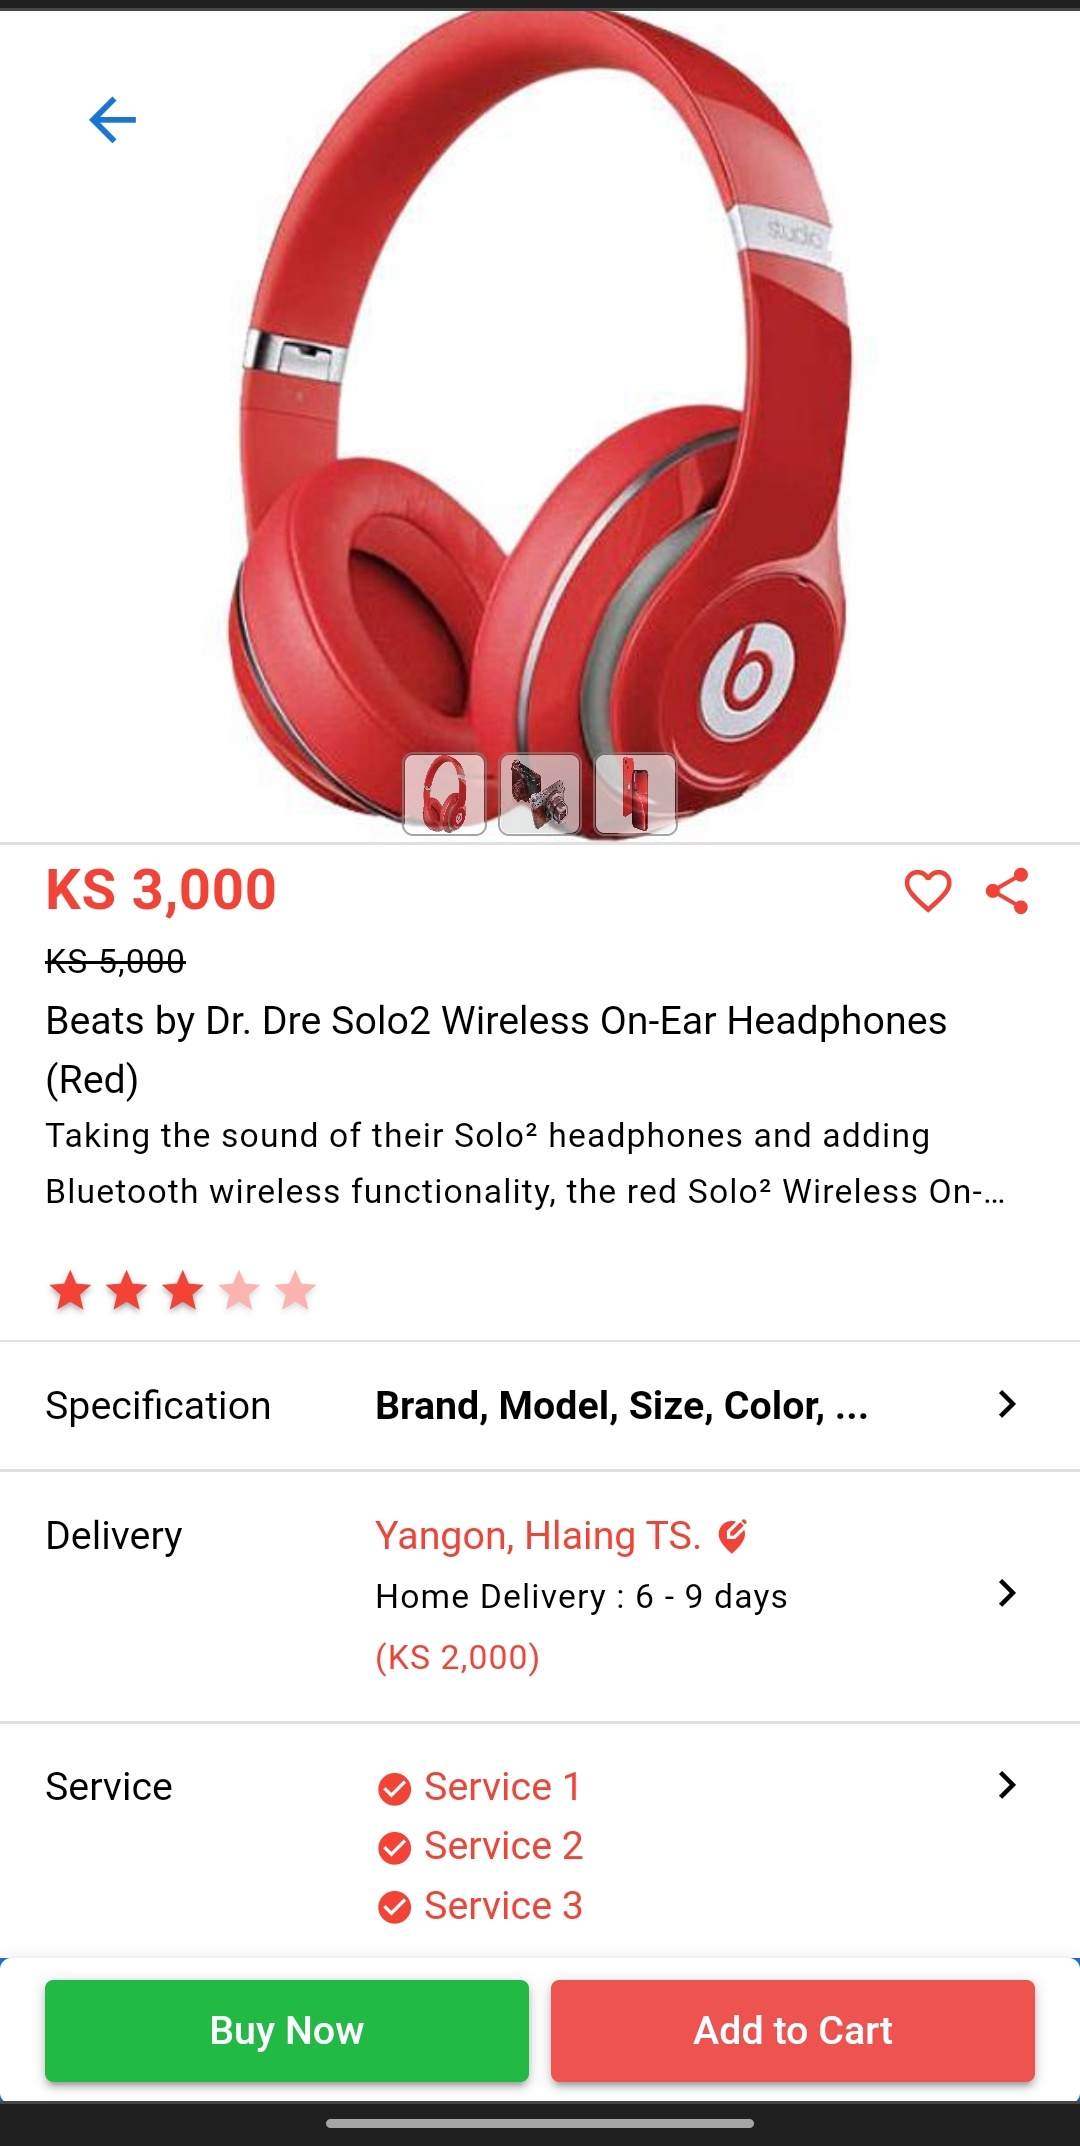 studio
KS 3,000
KS 5,000
Beats by Dr. Dre Solo2 Wireless On-Ear Headphones
(Red)
Taking the sound of their Solo² headphones and adding
Bluetooth wireless functionality, the red Solo² Wireless On-...
Specification Brand, Model, Size, Color, ...
Delivery Yangon, Hlaing TS.
Home Delivery : 6 - 9 days
(KS 2,000)
Service Service 1
Service 2
Service 3
Buy Now Add to Cart